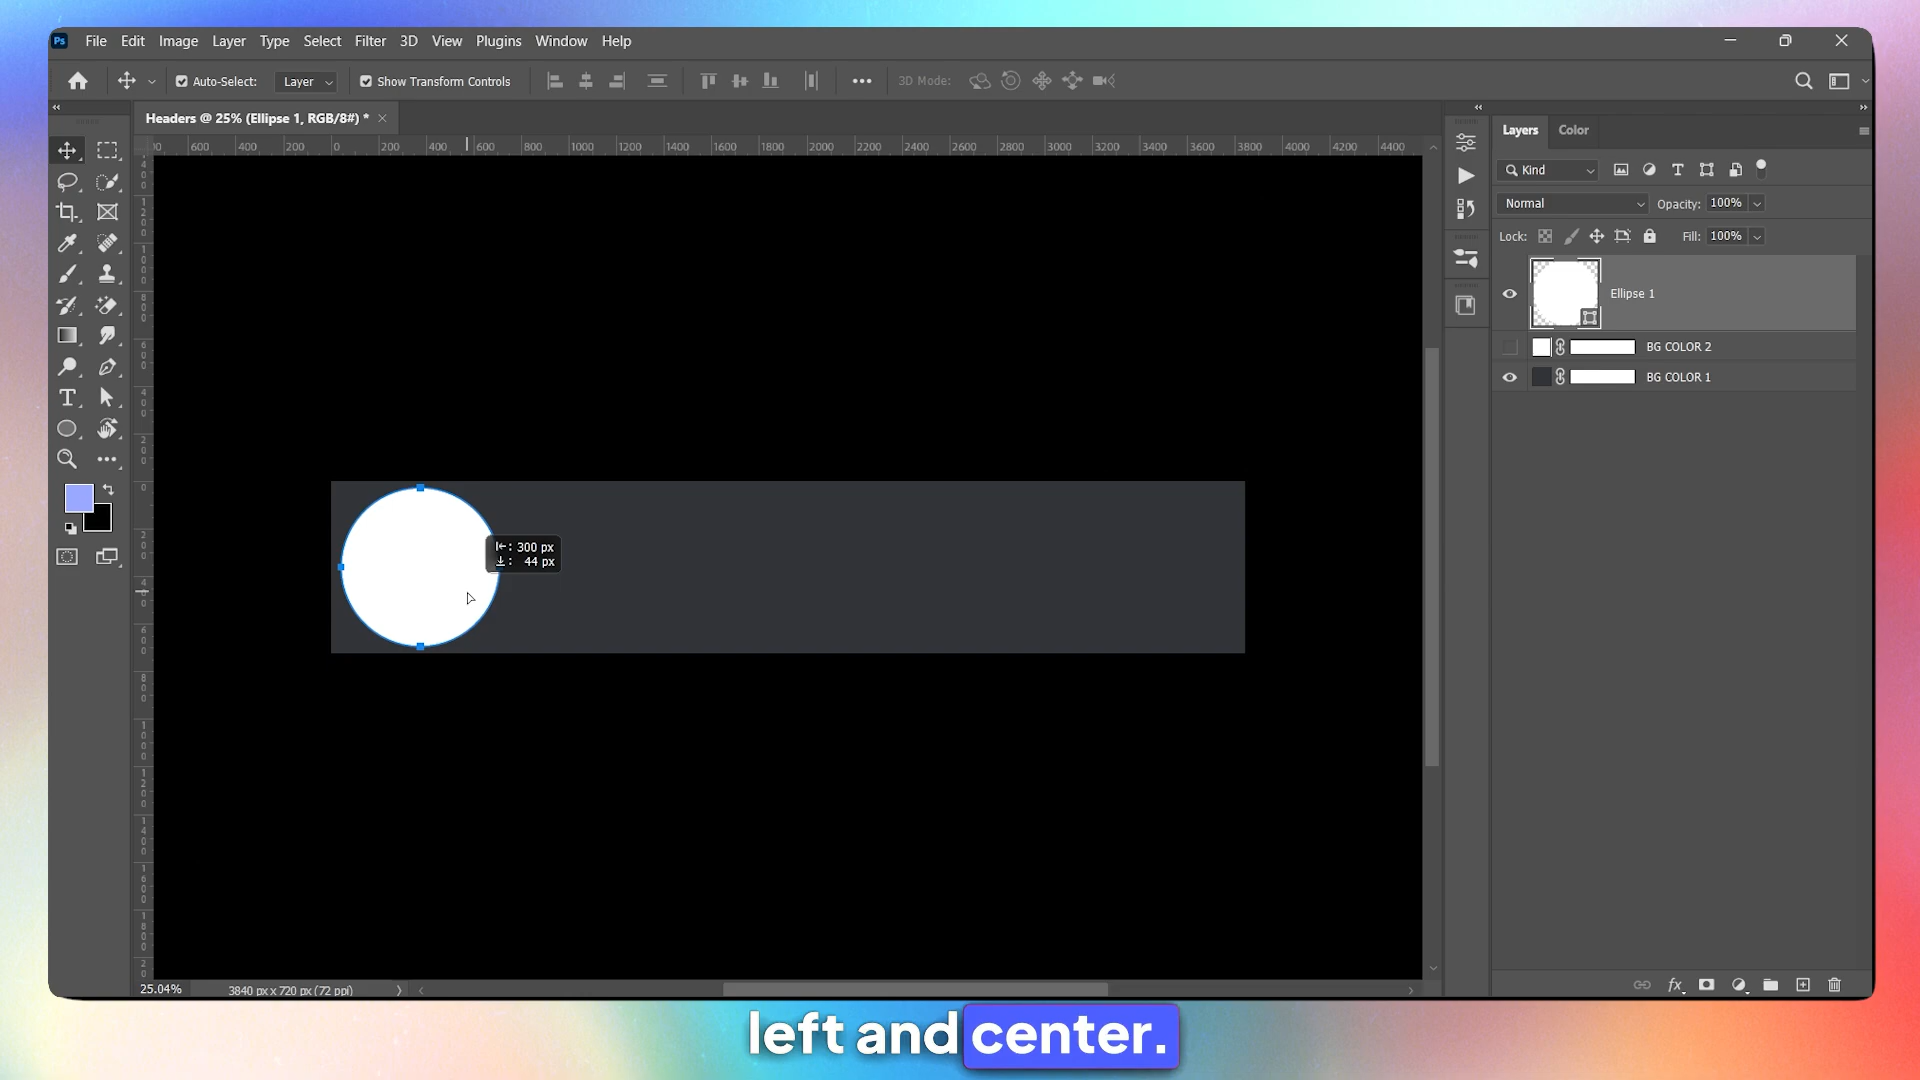 Ps File Edit Image Layer Type Select Filter 3D View Plugins Window Help
Auto-Select: Layer Show Transform Controls 3D Mode:
Headers @ 25% (Ellipse 1, RGB/8#) *
00 600 400 200 0 200 400 600 800 1000 1200 1400 1600 1800 2000 2200 2400 2600 2800 3000 3200 3400 3600 3800 4000 4200 4400
Layers Color
Kind
Normal Opacity: 100%
Lock: Fill: 100%
Ellipse 1
BG COLOR 2
BG COLOR 1
: 300 px
: 44 px
25.04% 3840 px x 720 px (72 ppi)
fx
left and center.